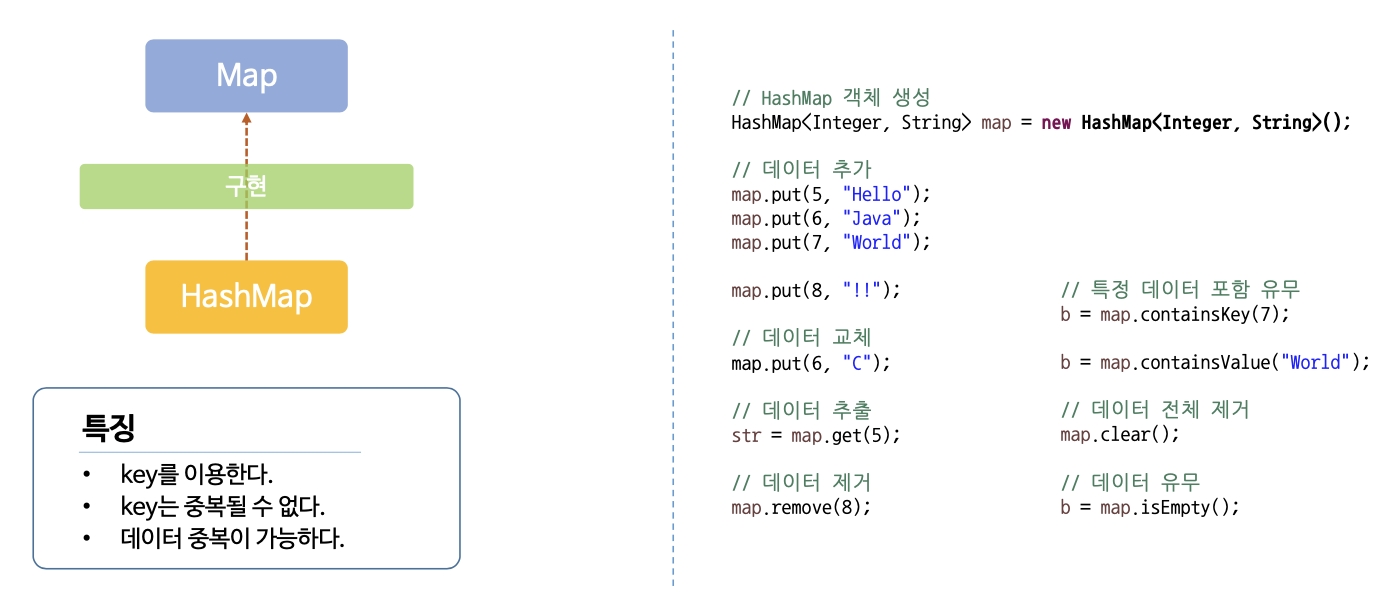 Map
구현
HashMap
특징
• key를 이용한다.
• key는 중복될 수 없다.
• 데이터 중복이 가능하다.
// HashMap 객체 생성
HashMap<Integer, String> map = new HashMap<Integer, String>();
// 데이터 추가
map.put(5, "Hello");
map.put(6, "Java");
map.put(7, "World");
map.put(8, "!!");
// 데이터 교체
map.put(6, "C");
// 데이터 추출
str = map.get(5);
// 데이터 제거
map.remove(8);
// 특정 데이터 포함 유무
b = map.containsKey(7);
b = map.containsValue("World");
// 데이터 전체 제거
map.clear();
// 데이터 유무
b = map.isEmpty();